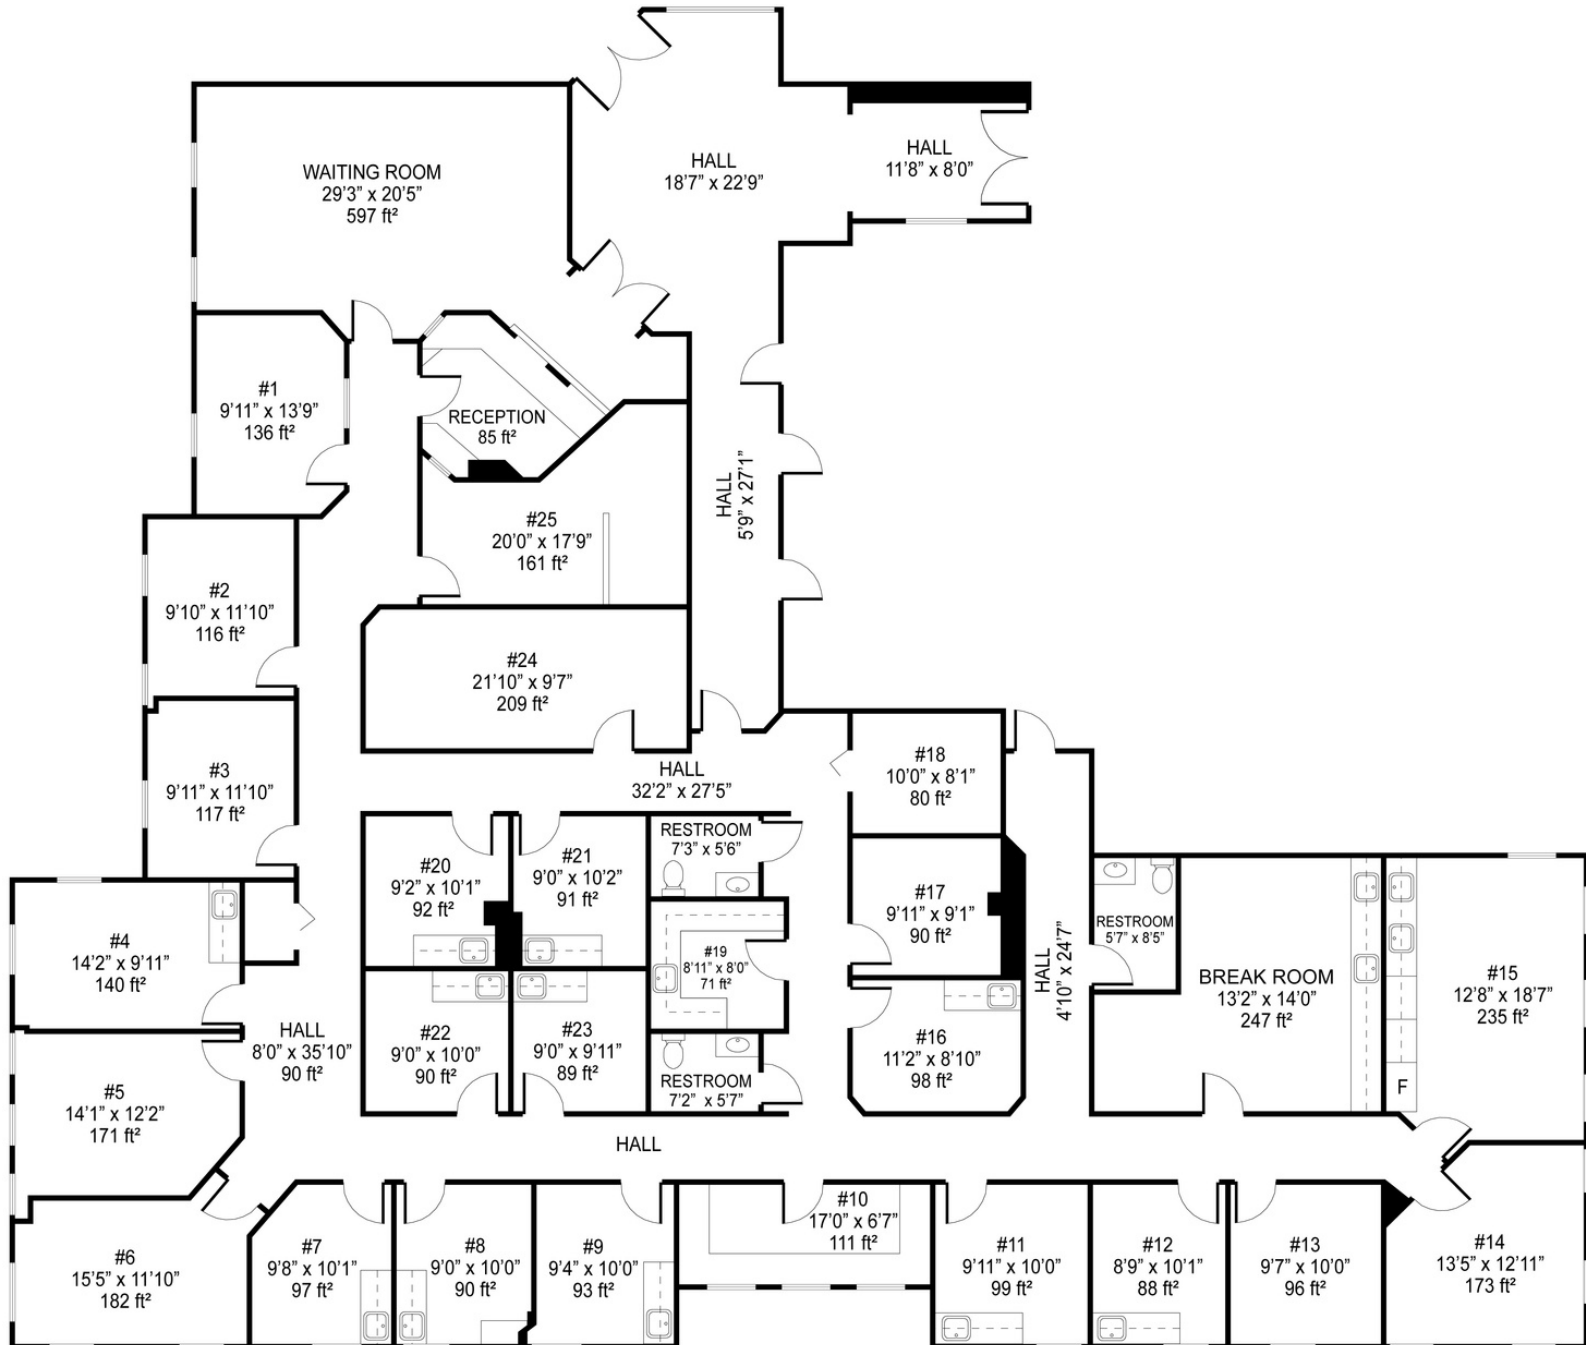 WAITING ROOM
29’3” x 20’5”
597 ft²
HALL
18’7” x 22’9”
HALL
11’8” x 8’0”
#1
9’11” x 13’9”
136 ft²
RECEPTION
85 ft²
HALL
5’9” x 27’1”
#25
20’0” x 17’9”
161 ft²
#2
9’10” x 11’10”
116 ft²
#24
21’10” x 9’7”
209 ft²
#3
9’11” x 11’10”
117 ft²
HALL
32’2” x 27’5”
#18
10’0” x 8’1”
80 ft²
#20
9’2” x 10’1”
92 ft²
#21
9’0” x 10’2”
91 ft²
RESTROOM
7’3” x 5’6”
#17
9’11” x 9’1”
90 ft²
#4
14’2” x 9’11”
140 ft²
#19
8’11” x 8’0”
71 ft²
HALL
4’10” x 24’7”
RESTROOM
5’7” x 8’5”
BREAK ROOM
13’2” x 14’0”
247 ft²
#15
12’8” x 18’7”
235 ft²
HALL
8’0” x 35’10”
90 ft²
#22
9’0” x 10’0”
90 ft²
#23
9’0” x 9’11”
89 ft²
#16
11’2” x 8’10”
98 ft²
RESTROOM
7’2” x 5’7”
F
#5
14’1” x 12’2”
171 ft²
HALL
#6
15’5” x 11’10”
182 ft²
#7
9’8” x 10’1”
97 ft²
#8
9’0” x 10’0”
90 ft²
#9
9’4” x 10’0”
93 ft²
#10
17’0” x 6’7”
111 ft²
#11
9’11” x 10’0”
99 ft²
#12
8’9” x 10’1”
88 ft²
#13
9’7” x 10’0”
96 ft²
#14
13’5” x 12’11”
173 ft²